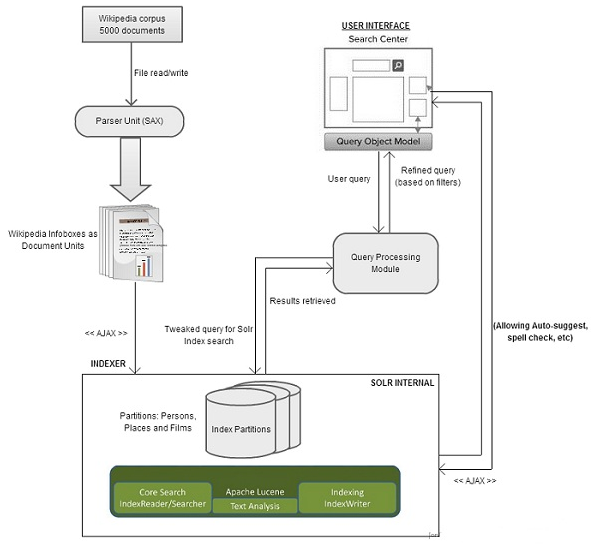 Wikipedia corpus
5000 documents
USER INTERFACE
Search Center
File read/write
Parser Unit (SAX)
Query Object Model
User query
Refined query
(based on filters)
Wikipedia Infoboxes as
Document Units
Query Processing
Module
Results retrieved
<< AJAX >>
Tweaked query for Solr
Index search
(Allowing Auto-suggest,
spell check, etc)
INDEXER
SOLR INTERNAL
Partitions: Persons,
Places and Films
Index Partitions
<< AJAX >>
Core Search
IndexReader/Searcher
Apache Lucene
Text Analysis
Indexing
IndexWriter